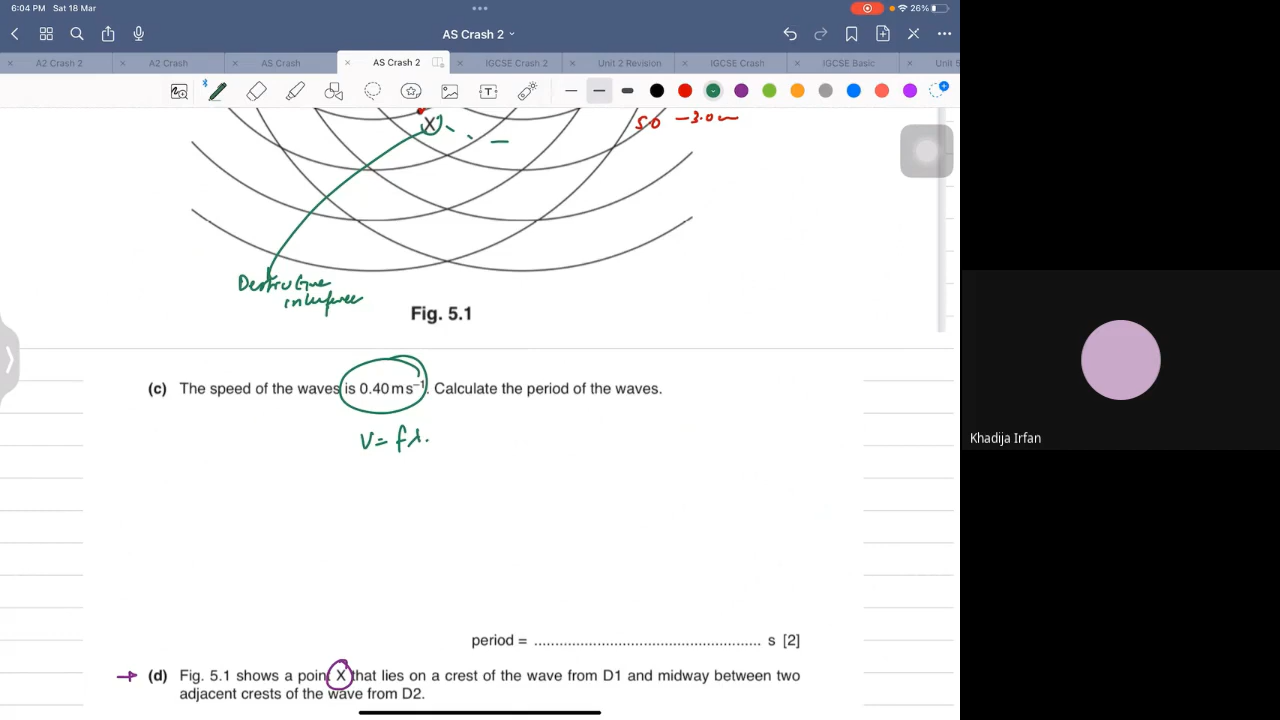 6:04 PM Sat 18 Mar
26%
AS Crash 2
A2 Crash 2
A2 Crash
AS Crash
AS Crash 2
IGCSE Crash 2
Unit 2 Revision
IGCSE Crash
IGCSE Basic
Unit 5
X
50 -3.0cm
Destructive
interference
Fig. 5.1
(c) The speed of the waves is 0.40 m s⁻¹. Calculate the period of the waves.
V= fλ.
period = ...................................................... s [2]
(d) Fig. 5.1 shows a point X that lies on a crest of the wave from D1 and midway between two
adjacent crests of the wave from D2.
Khadija Irfan